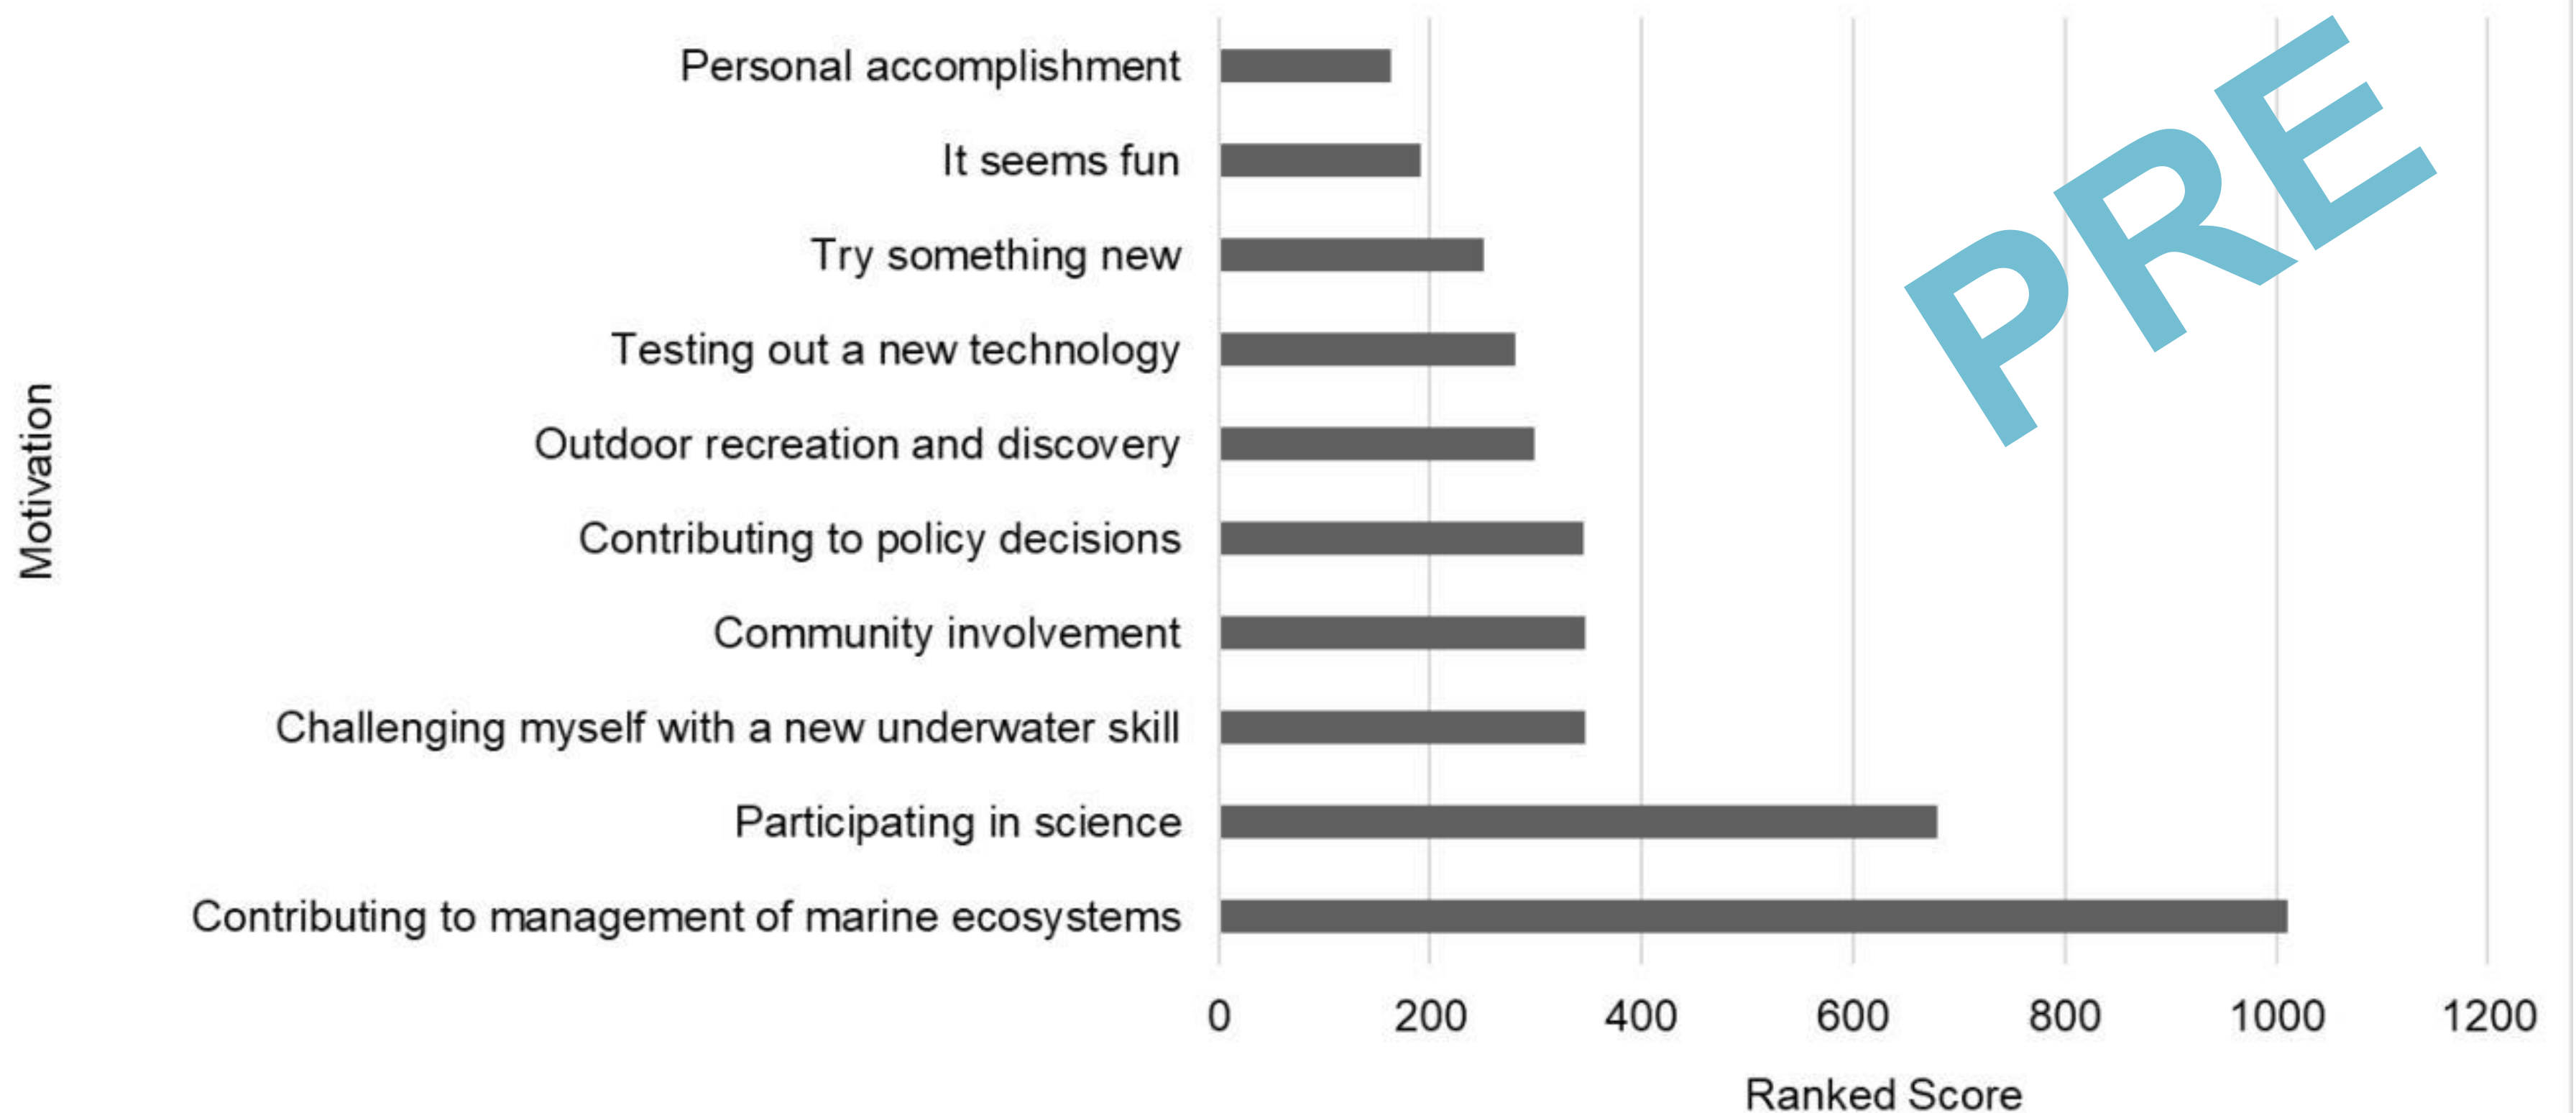 Personal accomplishment
It seems fun
Try something new
Testing out a new technology
Outdoor recreation and discovery
Contributing to policy decisions
Community involvement
Challenging myself with a new underwater skill
Participating in science
Contributing to management of marine ecosystems
Motivation
0 200 400 600 800 1000 1200
Ranked Score
PRE